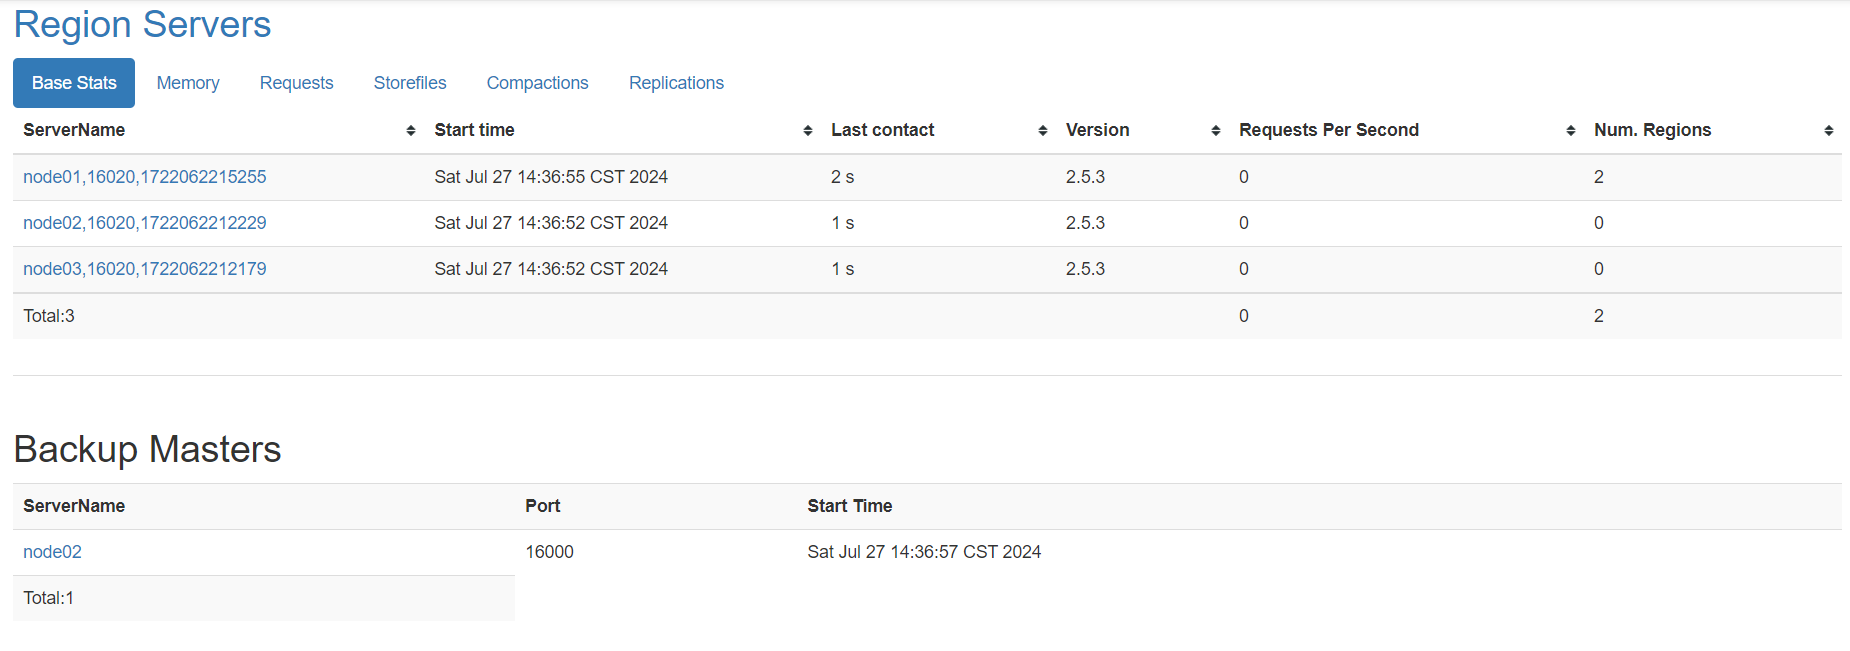 Region Servers
Base Stats Memory Requests Storefiles Compactions Replications
ServerName Start time Last contact Version Requests Per Second Num. Regions
node01,16020,1722062215255 Sat Jul 27 14:36:55 CST 2024 2 s 2.5.3 0 2
node02,16020,1722062212229 Sat Jul 27 14:36:52 CST 2024 1 s 2.5.3 0 0
node03,16020,1722062212179 Sat Jul 27 14:36:52 CST 2024 1 s 2.5.3 0 0
Total:3 0 2
Backup Masters
ServerName Port Start Time
node02 16000 Sat Jul 27 14:36:57 CST 2024
Total:1